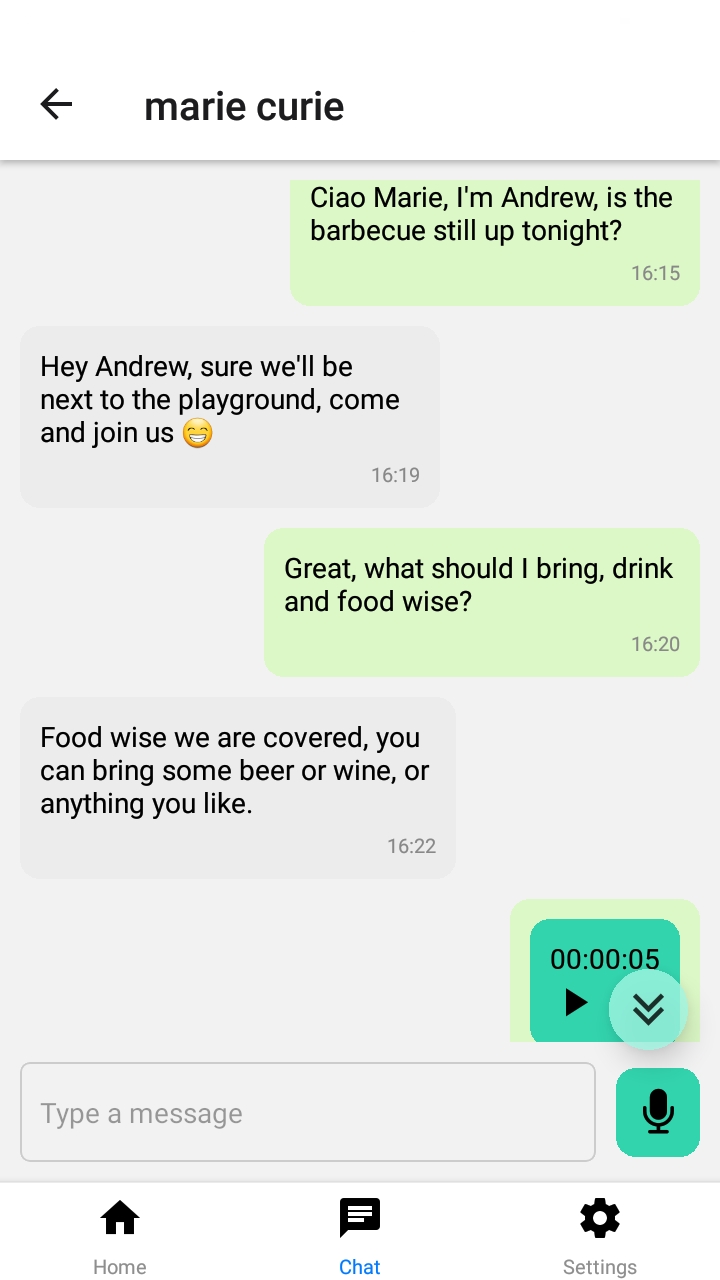 marie curie
Ciao Marie, I'm Andrew, is the
barbecue still up tonight?
16:15
Hey Andrew, sure we'll be
next to the playground, come
and join us 😁
16:19
Great, what should I bring, drink
and food wise?
16:20
Food wise we are covered, you
can bring some beer or wine, or
anything you like.
16:22
00:00:05
Type a message
Home
Chat
Settings